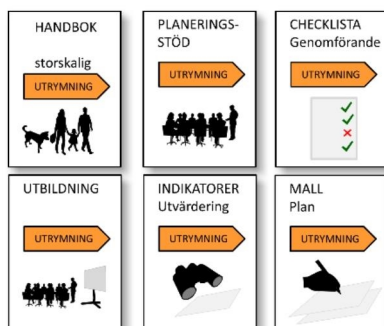 HANDBOK
storskalig
UTRYMNING
PLANERINGS-
STÖD
UTRYMNING
CHECKLISTA
Genomförande
UTRYMNING
UTBILDNING
UTRYMNING
INDIKATORER
Utvärdering
UTRYMNING
MALL
Plan
UTRYMNING